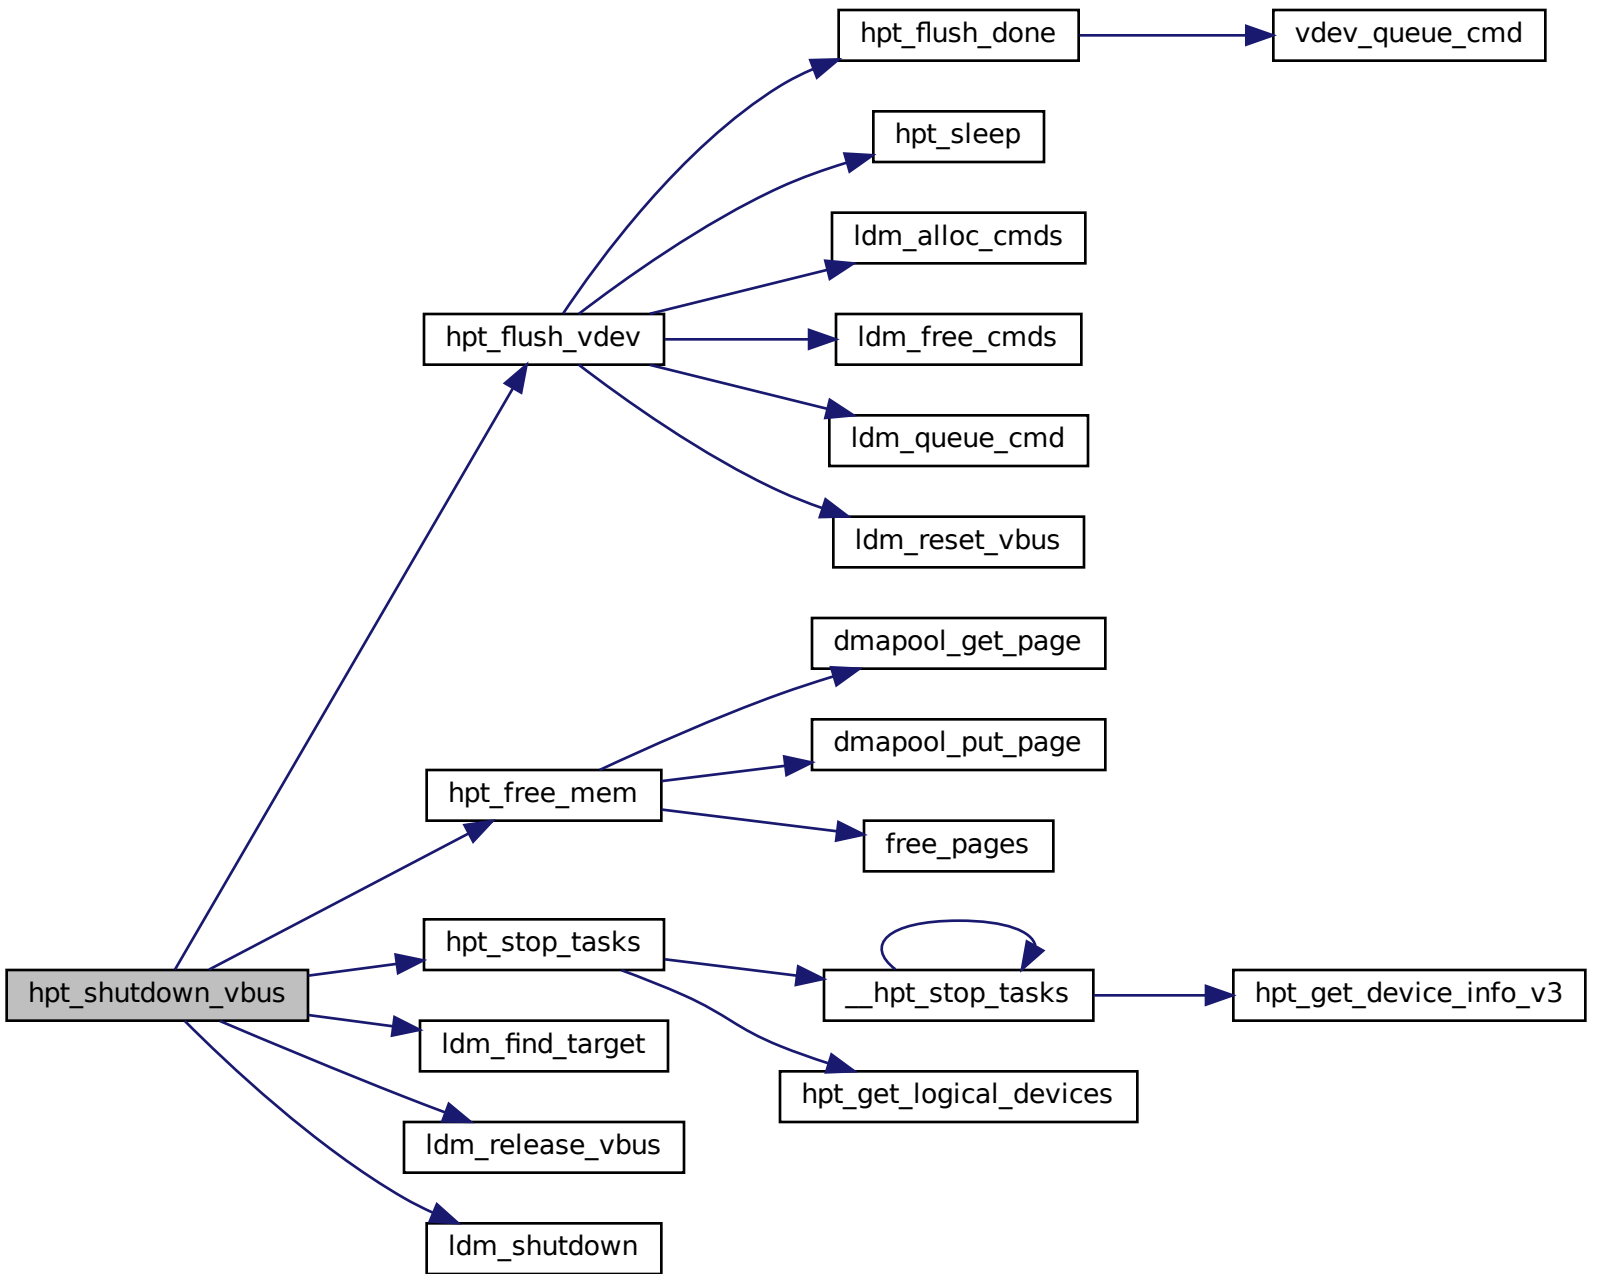 hpt_flush_done
vdev_queue_cmd
hpt_sleep
ldm_alloc_cmds
hpt_flush_vdev
ldm_free_cmds
ldm_queue_cmd
ldm_reset_vbus
dmapool_get_page
dmapool_put_page
hpt_free_mem
free_pages
hpt_stop_tasks
hpt_shutdown_vbus
__hpt_stop_tasks
hpt_get_device_info_v3
ldm_find_target
hpt_get_logical_devices
ldm_release_vbus
ldm_shutdown